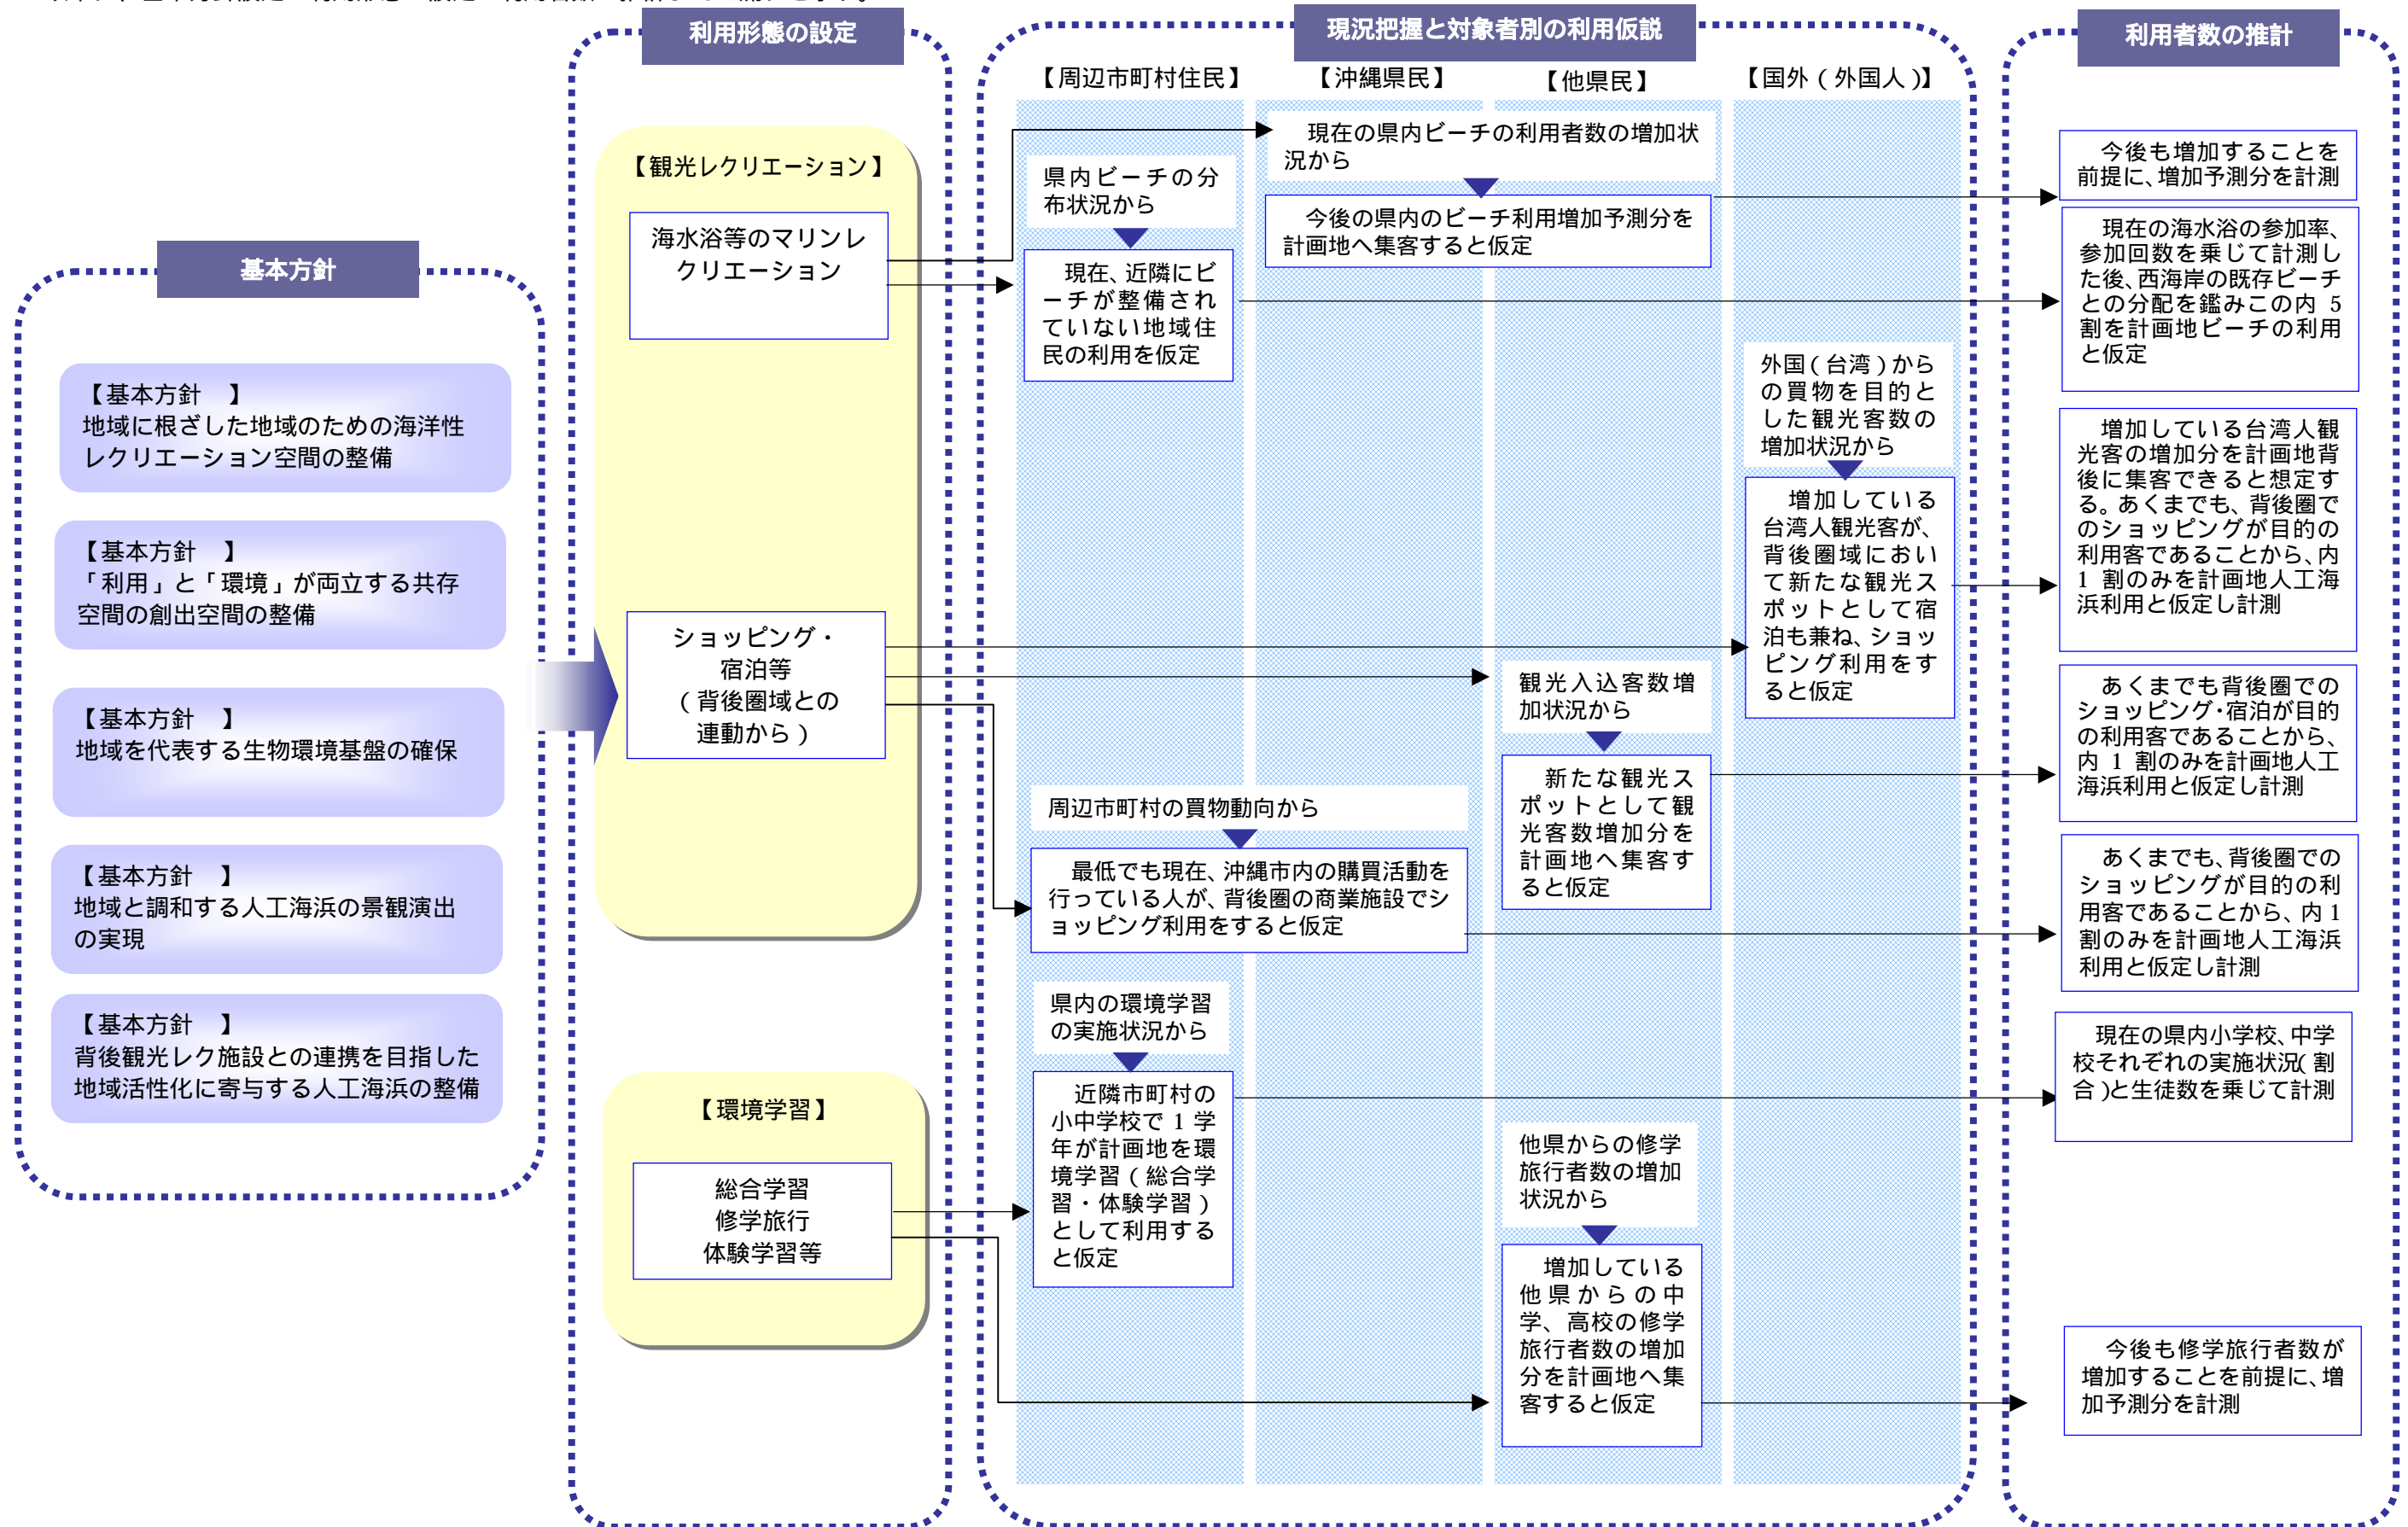 基本方針
【基本方針　】
地域に根ざした地域のための海洋性
レクリエーション空間の整備
【基本方針　】
「利用」と「環境」が両立する共存
空間の創出空間の整備
【基本方針　】
地域を代表する生物環境基盤の確保
【基本方針　】
地域と調和する人工海浜の景観演出
の実現
【基本方針　】
背後観光レク施設との連携を目指した
地域活性化に寄与する人工海浜の整備
利用形態の設定
【観光レクリエーション】
海水浴等のマリンレ
クリエーション
ショッピング・
宿泊等
（背後圏域との
連動から）
【環境学習】
総合学習
修学旅行
体験学習等
現況把握と対象者別の利用仮説
【周辺市町村住民】
【沖縄県民】
【他県民】
【国外（外国人）】
現在の県内ビーチの利用者数の増加状
況から
今後の県内のビーチ利用増加予測分を
計画地へ集客すると仮定
県内ビーチの分
布状況から
現在、近隣にビ
ーチが整備され
ていない地域住
民の利用を仮定
外国（台湾）から
の買物を目的と
した観光客数の
増加状況から
増加している
台湾人観光客が、
背後圏域におい
て新たな観光ス
ポットとして宿
泊も兼ね、ショッ
ピング利用をす
ると仮定
観光入込客数増
加状況から
新たな観光ス
ポットとして観
光客数増加分を
計画地へ集客す
ると仮定
周辺市町村の買物動向から
最低でも現在、沖縄市内の購買活動を
行っている人が、背後圏の商業施設でシ
ョッピング利用をすると仮定
県内の環境学習
の実施状況から
近隣市町村の
小中学校で 1 学
年が計画地を環
境学習（総合学
習・体験学習）
として利用する
と仮定
他県からの修学
旅行者数の増加
状況から
増加している
他県からの中
学、高校の修学
旅行者数の増加
分を計画地へ集
客すると仮定
利用者数の推計
今後も増加することを
前提に、増加予測分を計測
現在の海水浴の参加率、
参加回数を乗じて計測し
た後、西海岸の既存ビーチ
との分配を鑑みこの内 5
割を計画地ビーチの利用
と仮定
増加している台湾人観
光客の増加分を計画地背
後に集客できると想定す
る。あくまでも、背後圏で
のショッピングが目的の
利用客であることから、内
1 割のみを計画地人工海
浜利用と仮定し計測
あくまでも背後圏での
ショッピング・宿泊が目的
の利用客であることから、
内 1 割のみを計画地人工
海浜利用と仮定し計測
あくまでも、背後圏での
ショッピングが目的の利
用客であることから、内 1
割のみを計画地人工海浜
利用と仮定し計測
現在の県内小学校、中学
校それぞれの実施状況（割
合）と生徒数を乗じて計測
今後も修学旅行者数が
増加することを前提に、増
加予測分を計測